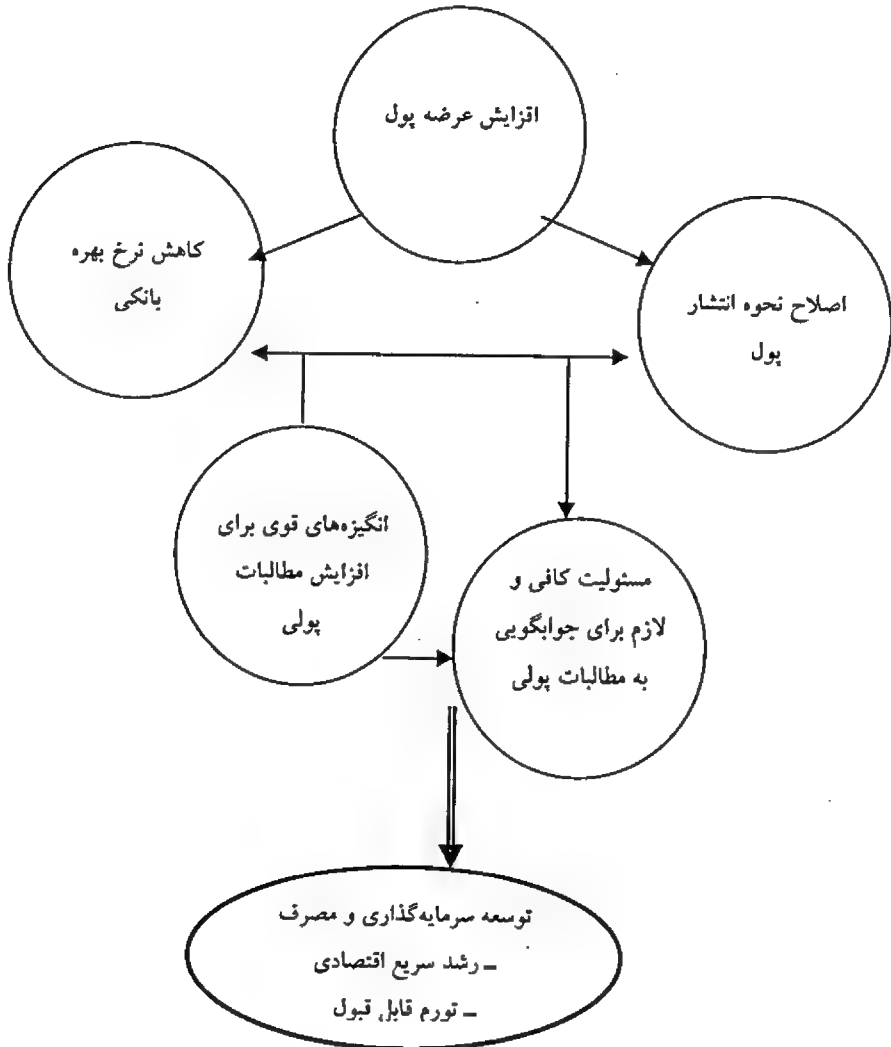 افزایش عرضه پول
کاهش نرخ بهره
بانکی
اصلاح نحوه انتشار
پول
انگیزه‌های قوی برای
افزایش مطالبات
پولی
مسئولیت کافی و
لازم برای جوابگویی
به مطالبات پولی
توسعه سرمایه‌گذاری و مصرف
ـ رشد سریع اقتصادی
ـ تورم قابل قبول